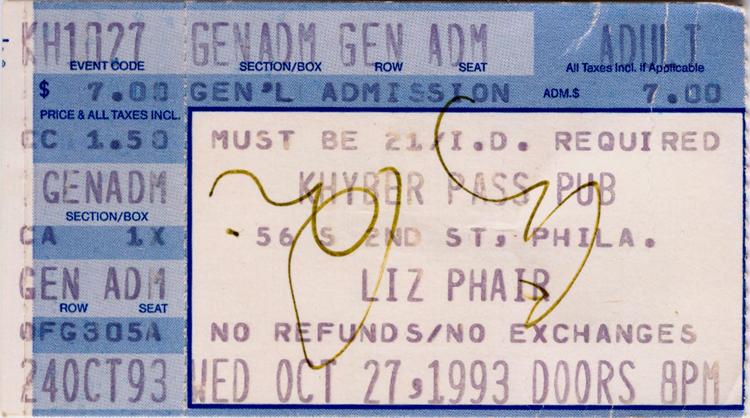 KH1027 GENADM GEN ADM ADULT
EVENT CODE SECTION/BOX ROW SEAT All Taxes Incl. if Applicable
$ 7.00 GEN'L ADMISSION ADM.$ 7.00
PRICE & ALL TAXES INCL.
CC 1.50 MUST BE 21/I.D. REQUIRED
GENADM KHYBER PASS PUB
SECTION/BOX
CA 1X 56 S 2ND ST, PHILA.
GEN ADM LIZ PHAIR
ROW SEAT
OFG305A NO REFUNDS/NO EXCHANGES
24OCT93 WED OCT 27,1993 DOORS 8PM